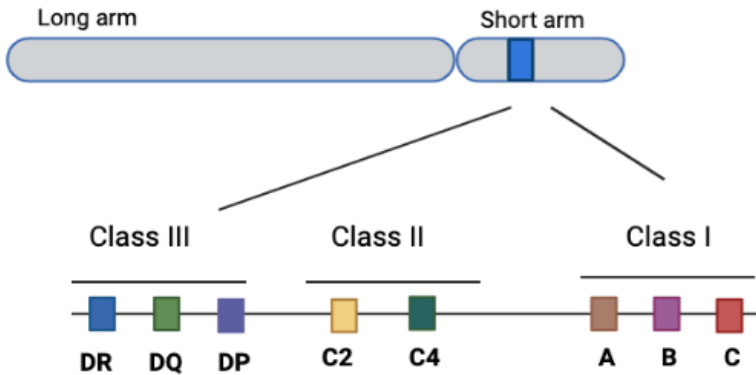 Long arm Short arm
Class III Class II Class I
DR DQ DP C2 C4 A B C